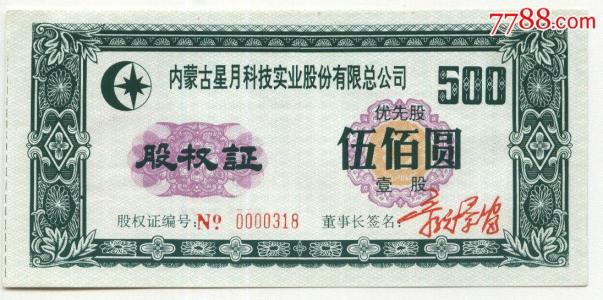 7788.com
内蒙古星月科技实业股份有限总公司
500
优先股
股权証
伍佰圆
壹 股
股权证编号:Nº 0000318
董事长签名: